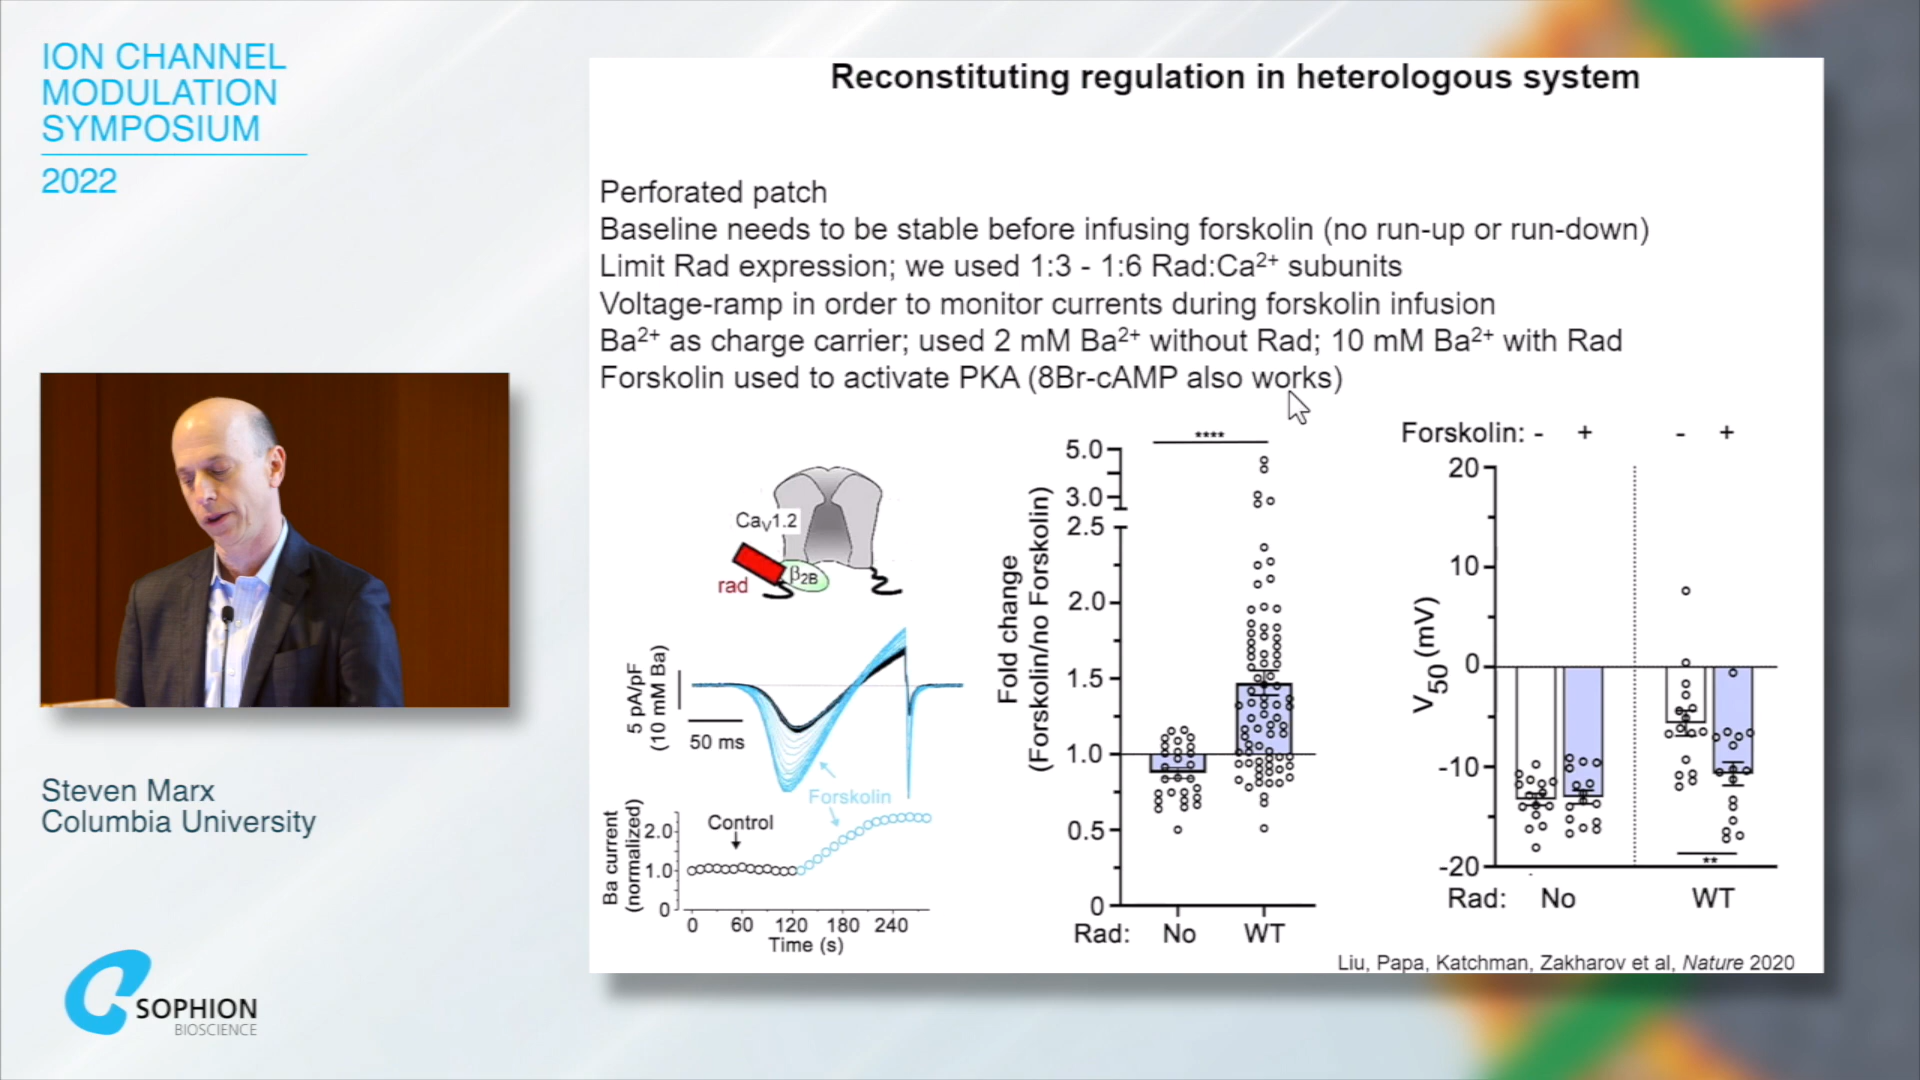 ION CHANNEL
MODULATION
SYMPOSIUM
2022
Steven Marx
Columbia University
SOPHION
BIOSCIENCE
Reconstituting regulation in heterologous system
Perforated patch
Baseline needs to be stable before infusing forskolin (no run-up or run-down)
Limit Rad expression; we used 1:3 - 1:6 Rad:Ca²⁺ subunits
Voltage-ramp in order to monitor currents during forskolin infusion
Ba²⁺ as charge carrier; used 2 mM Ba²⁺ without Rad; 10 mM Ba²⁺ with Rad
Forskolin used to activate PKA (8Br-cAMP also works)
CaV1.2
rad
β2B
5 pA/pF
(10 mM Ba)
50 ms
Forskolin
Control
Ba current
(normalized)
2.0
1.0
0
0 60 120 180 240
Time (s)
****
Fold change
(Forskolin/no Forskolin)
5.0
3.0
2.5
2.0
1.5
1.0
0.5
0
Rad: No WT
Forskolin: - + - +
V50 (mV)
20
10
0
-10
-20
**
Rad: No WT
Liu, Papa, Katchman, Zakharov et al, Nature 2020